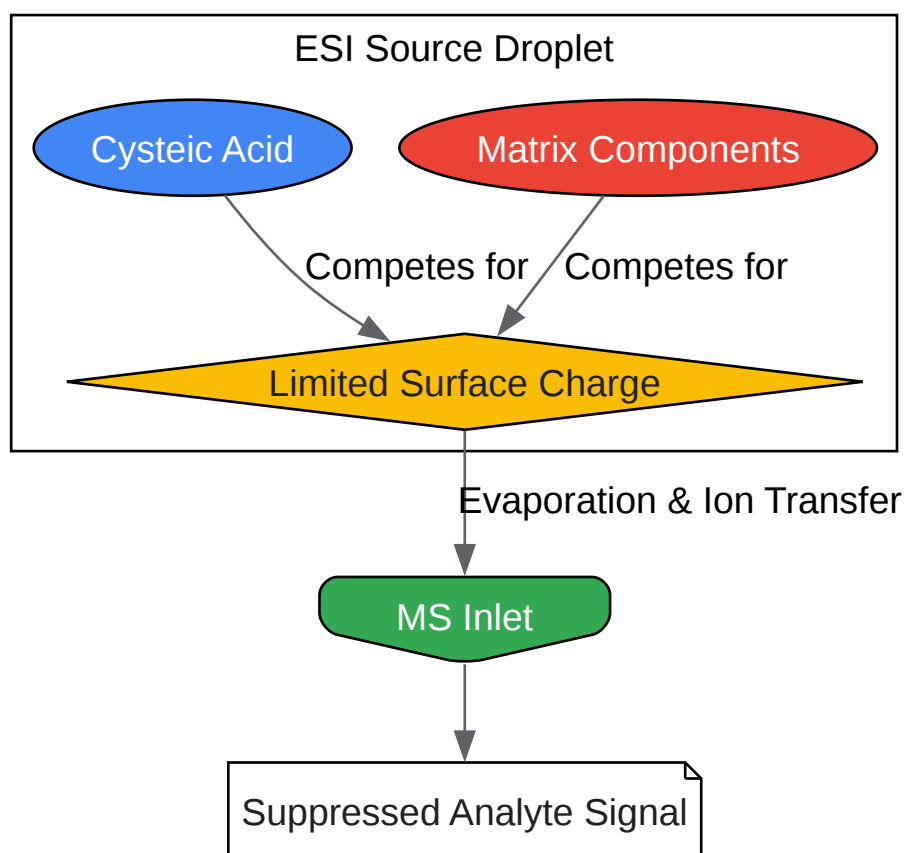 ESI Source Droplet
Cysteic Acid
Matrix Components
Competes for
Competes for
Limited Surface Charge
Evaporation & Ion Transfer
MS Inlet
Suppressed Analyte Signal